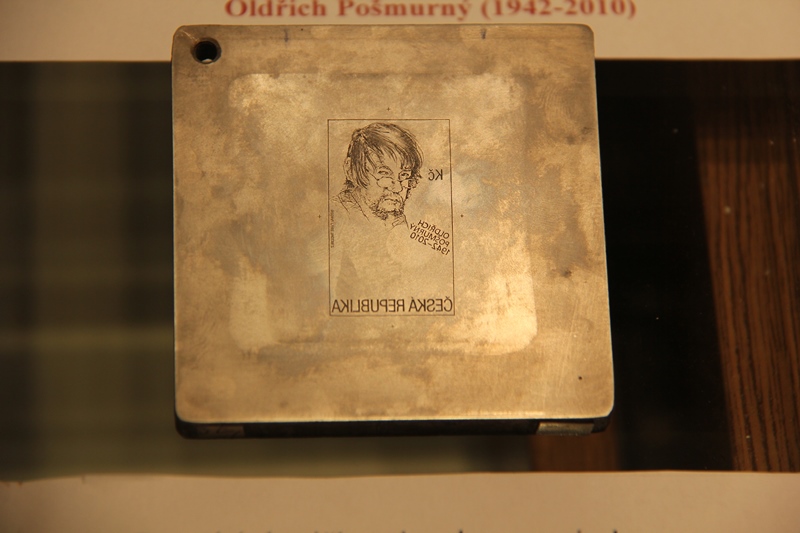 Oldřich Pošmurný (1942-2010)
Kč
OLDŘICH
POŠMURNÝ
1942-2010
ČESKÁ REPUBLIKA